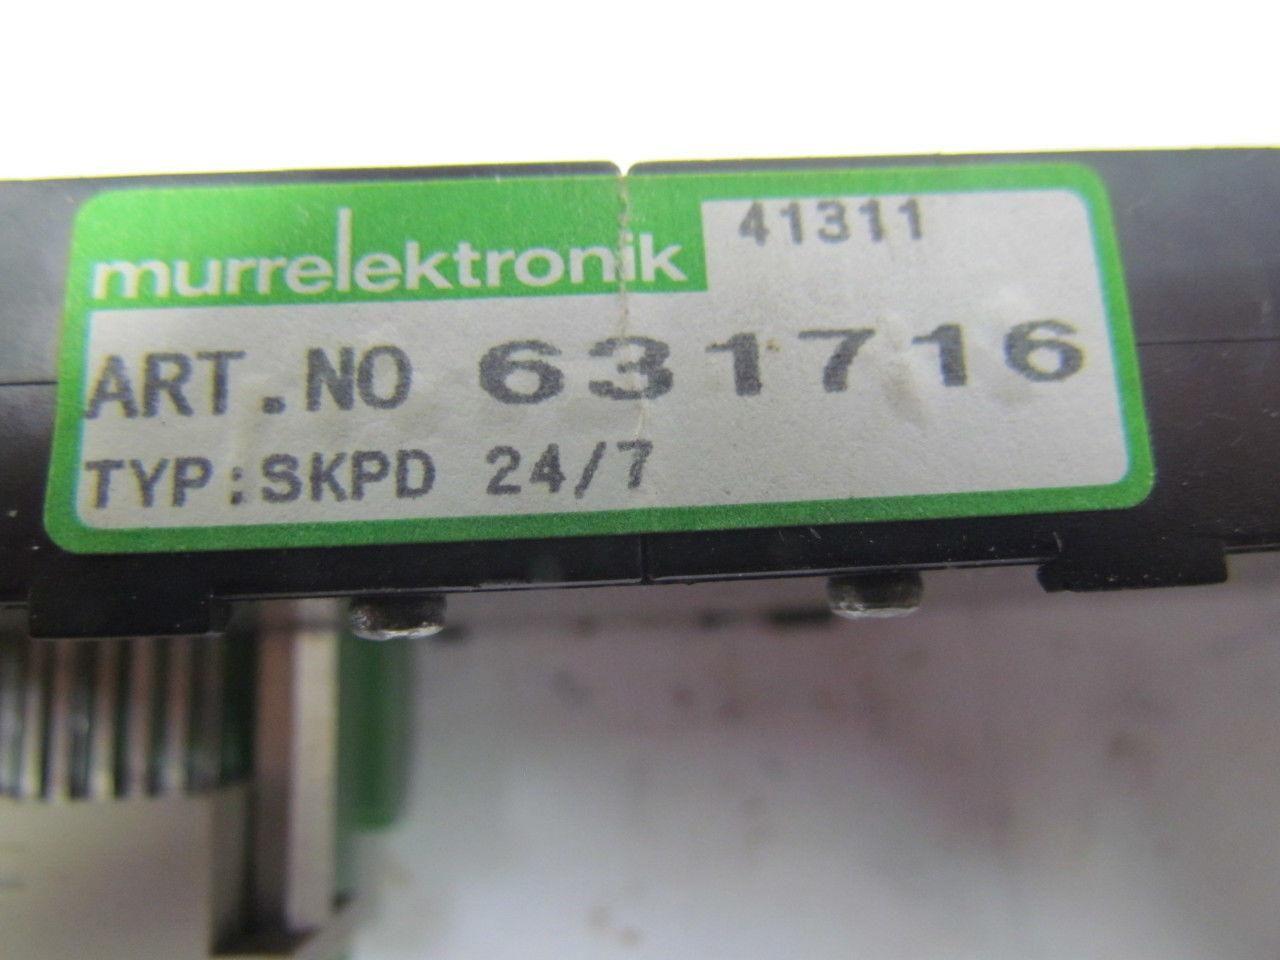 murrelektronik 41311
ART.NO 631716
TYP:SKPD 24/7